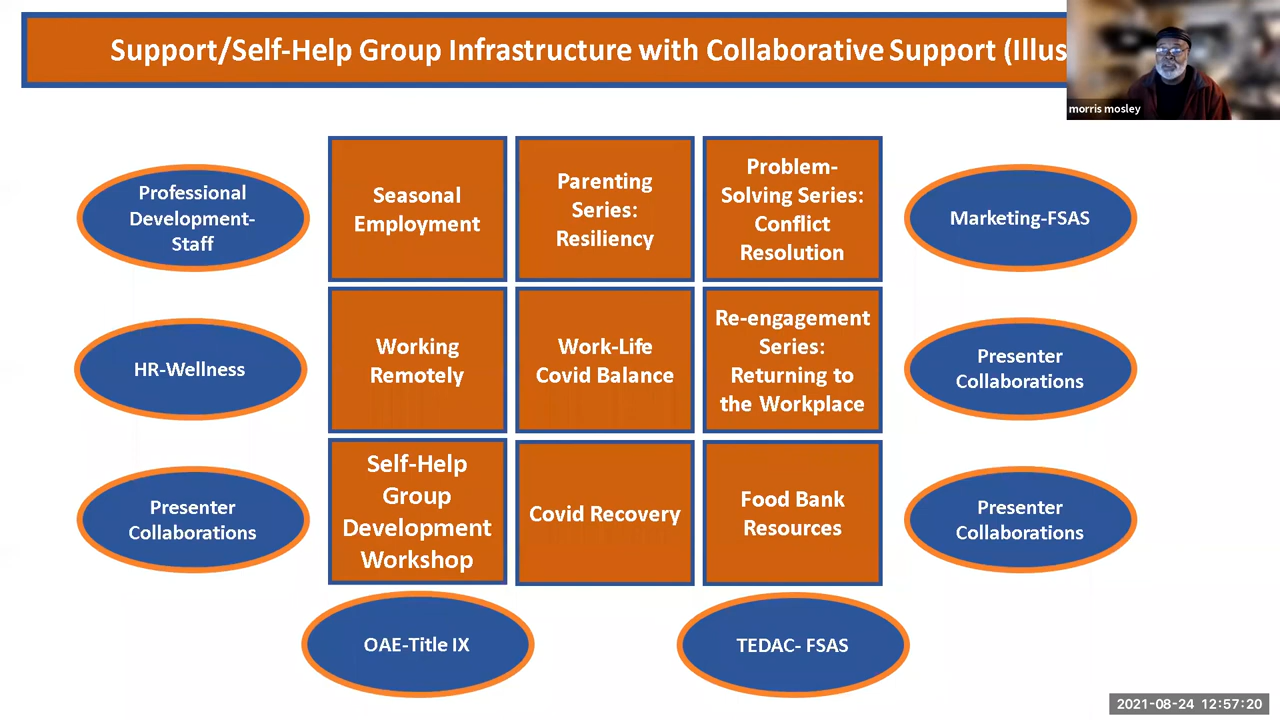 Support/Self-Help Group Infrastructure with Collaborative Support (Illus
morris mosley
Professional
Development-
Staff
Seasonal
Employment
Parenting
Series:
Resiliency
Problem-
Solving Series:
Conflict
Resolution
Marketing-FSAS
HR-Wellness
Working
Remotely
Work-Life
Covid Balance
Re-engagement
Series:
Returning to
the Workplace
Presenter
Collaborations
Presenter
Collaborations
Self-Help
Group
Development
Workshop
Covid Recovery
Food Bank
Resources
Presenter
Collaborations
OAE-Title IX
TEDAC- FSAS
2021-08-24 12:57:20